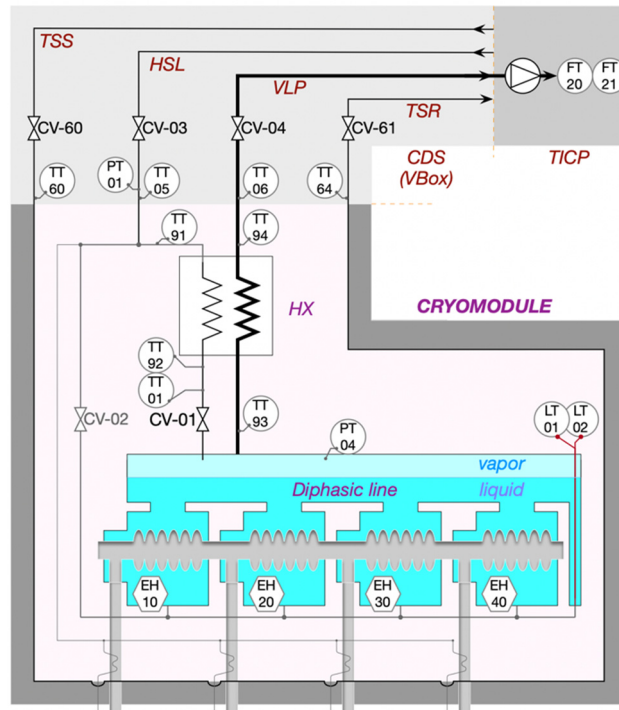 TSS
HSL
VLP
TSR
FT
20
FT
21
CV-60
CV-03
CV-04
CV-61
CDS
(VBox)
TICP
TT
60
PT
01
TT
05
TT
06
TT
64
TT
91
TT
94
HX
CRYOMODULE
TT
92
TT
01
CV-02
CV-01
TT
93
PT
04
LT
01
LT
02
vapor
Diphasic line
liquid
EH
10
EH
20
EH
30
EH
40